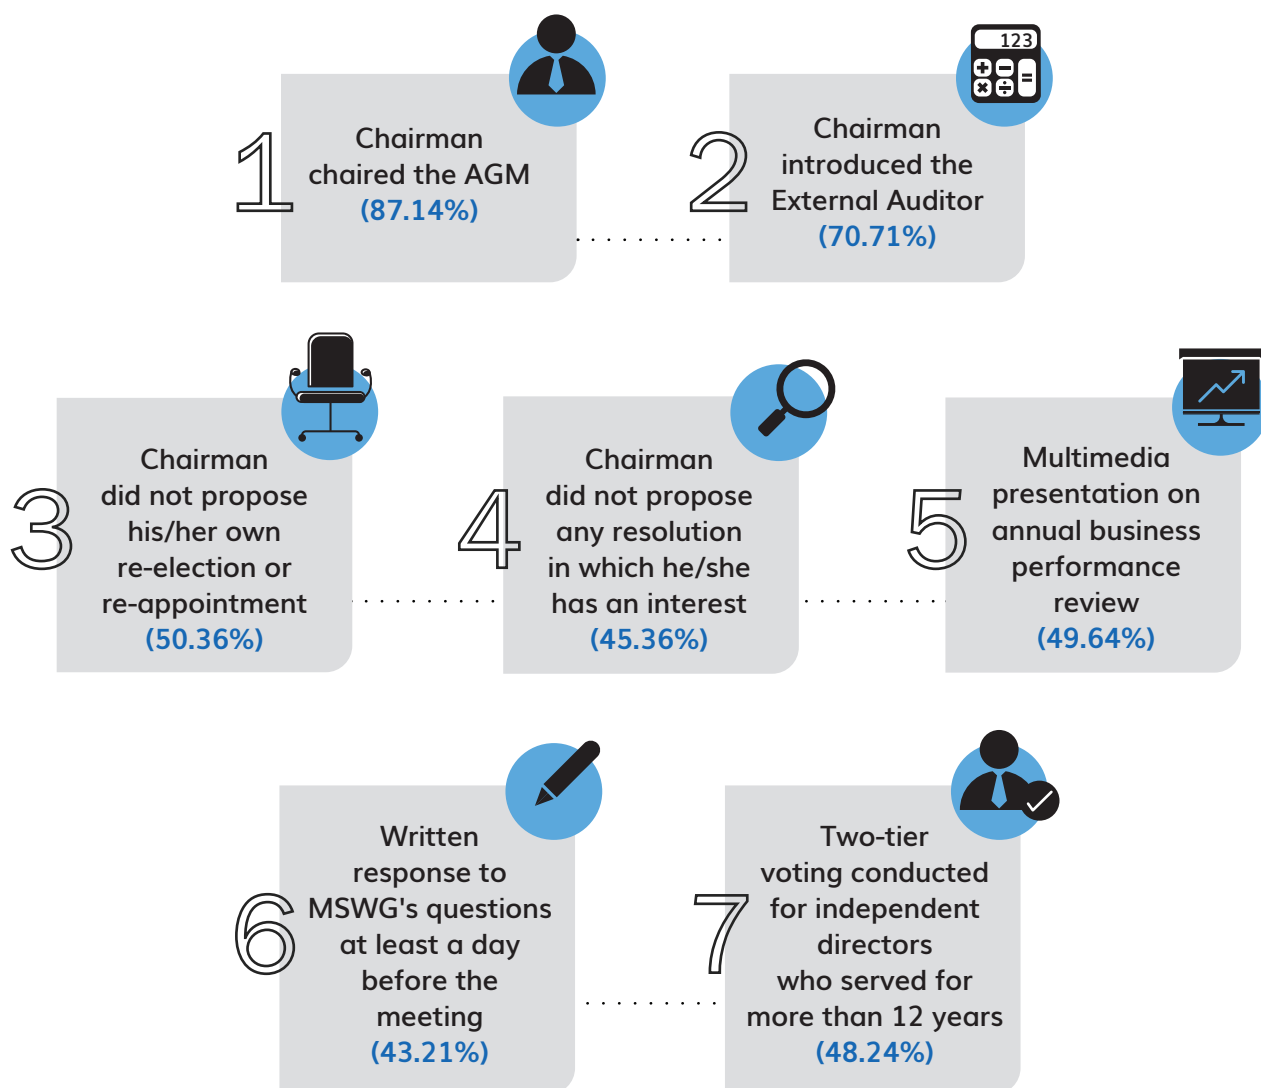 1
Chairman
chaired the AGM
(87.14%)
123
2
Chairman
introduced the
External Auditor
(70.71%)
3
Chairman
did not propose
his/her own
re-election or
re-appointment
(50.36%)
4
Chairman
did not propose
any resolution
in which he/she
has an interest
(45.36%)
5
Multimedia
presentation on
annual business
performance
review
(49.64%)
6
Written
response to
MSWG's questions
at least a day
before the
meeting
(43.21%)
7
Two-tier
voting conducted
for independent
directors
who served for
more than 12 years
(48.24%)